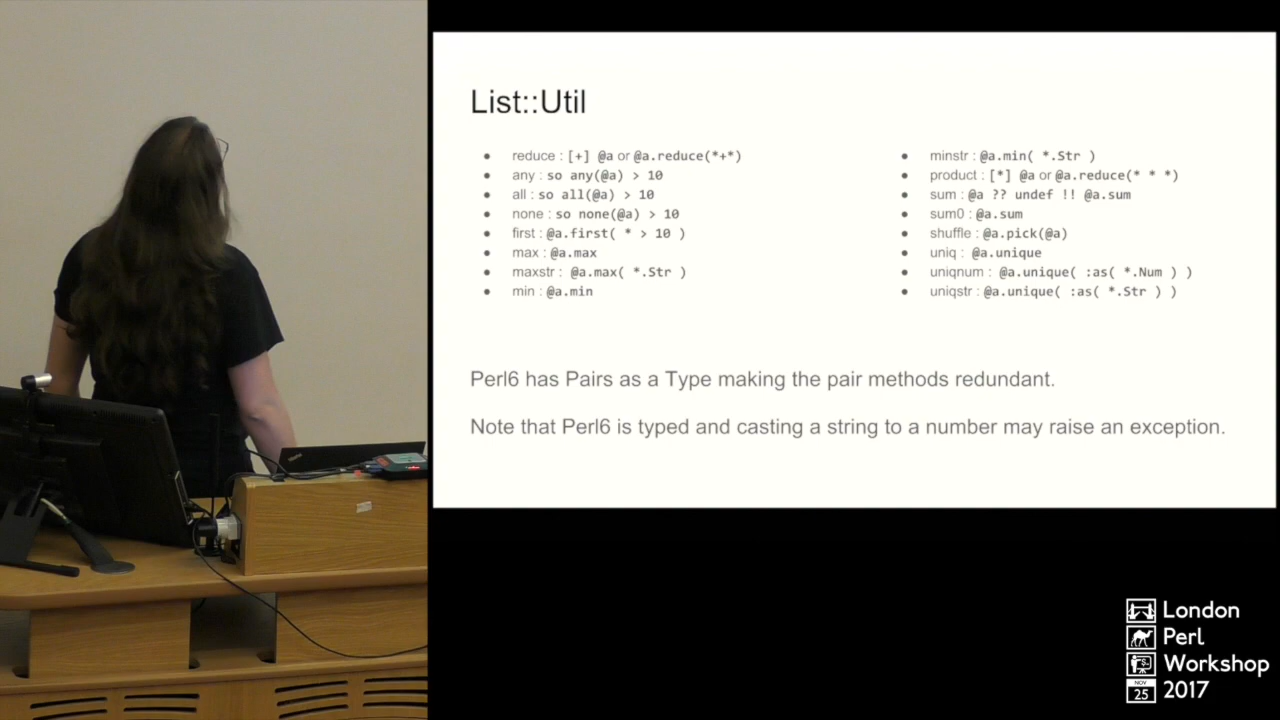 List::Util
reduce : [+] @a or @a.reduce(*+*)
any : so any(@a) > 10
all : so all(@a) > 10
none : so none(@a) > 10
first : @a.first( * > 10 )
max : @a.max
maxstr : @a.max( *.Str )
min : @a.min
minstr : @a.min( *.Str )
product : [*] @a or @a.reduce(* * *)
sum : @a ?? undef !! @a.sum
sum0 : @a.sum
shuffle : @a.pick(@a)
uniq : @a.unique
uniqnum : @a.unique( :as( *.Num ) )
uniqstr : @a.unique( :as( *.Str ) )
Perl6 has Pairs as a Type making the pair methods redundant.
Note that Perl6 is typed and casting a string to a number may raise an exception.
London
Perl
Workshop
NOV
25 2017